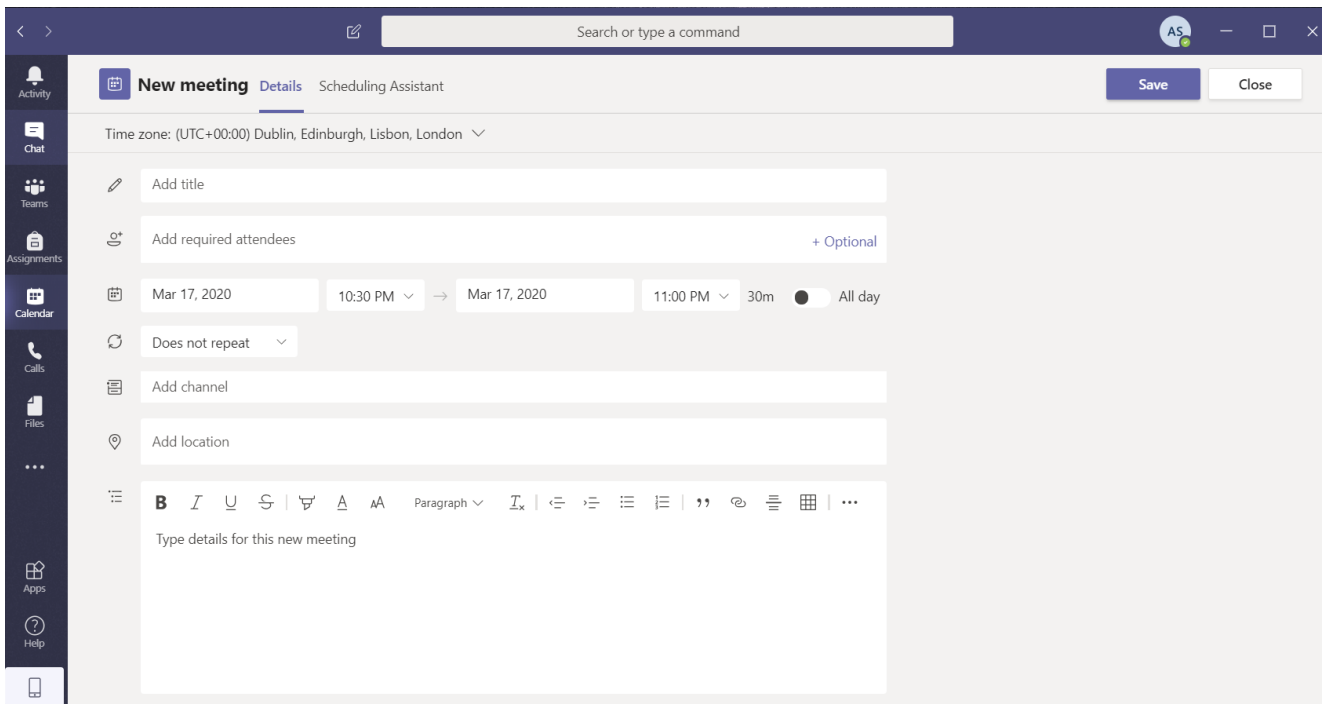 Search or type a command
AS
Activity
Chat
Teams
Assignments
Calendar
Calls
Files
Apps
Help
New meeting Details Scheduling Assistant
Save Close
Time zone: (UTC+00:00) Dublin, Edinburgh, Lisbon, London
Add title
Add required attendees + Optional
Mar 17, 2020 10:30 PM → Mar 17, 2020 11:00 PM 30m All day
Does not repeat
Add channel
Add location
B I U S A AA Paragraph Tx
Type details for this new meeting